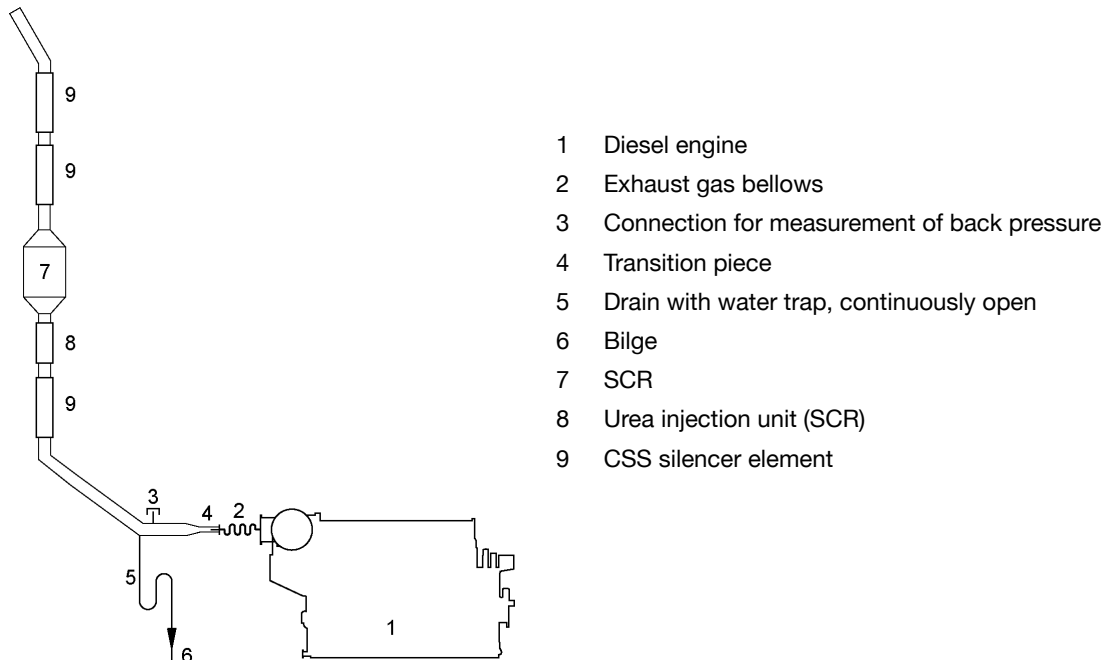 9
9
7
8
9
3
4
2
5
1
6
1 Diesel engine
2 Exhaust gas bellows
3 Connection for measurement of back pressure
4 Transition piece
5 Drain with water trap, continuously open
6 Bilge
7 SCR
8 Urea injection unit (SCR)
9 CSS silencer element